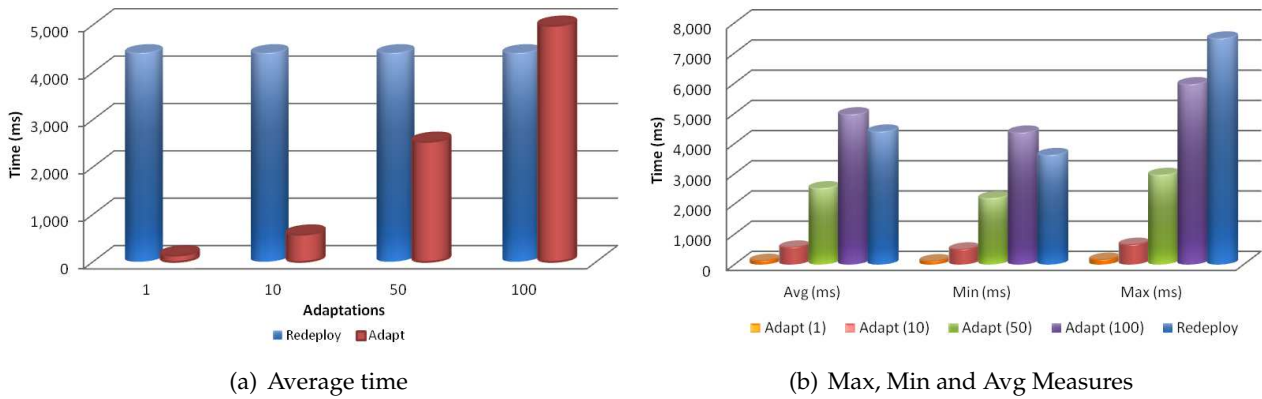 5,000
4,000
3,000
2,000
1,000
0
Time (ms)
1 10 50 100
Adaptations
Redeploy Adapt
(a) Average time
8,000
7,000
6,000
5,000
4,000
3,000
2,000
1,000
0
Time (ms)
Avg (ms) Min (ms) Max (ms)
Adapt (1) Adapt (10) Adapt (50) Adapt (100) Redeploy
(b) Max, Min and Avg Measures